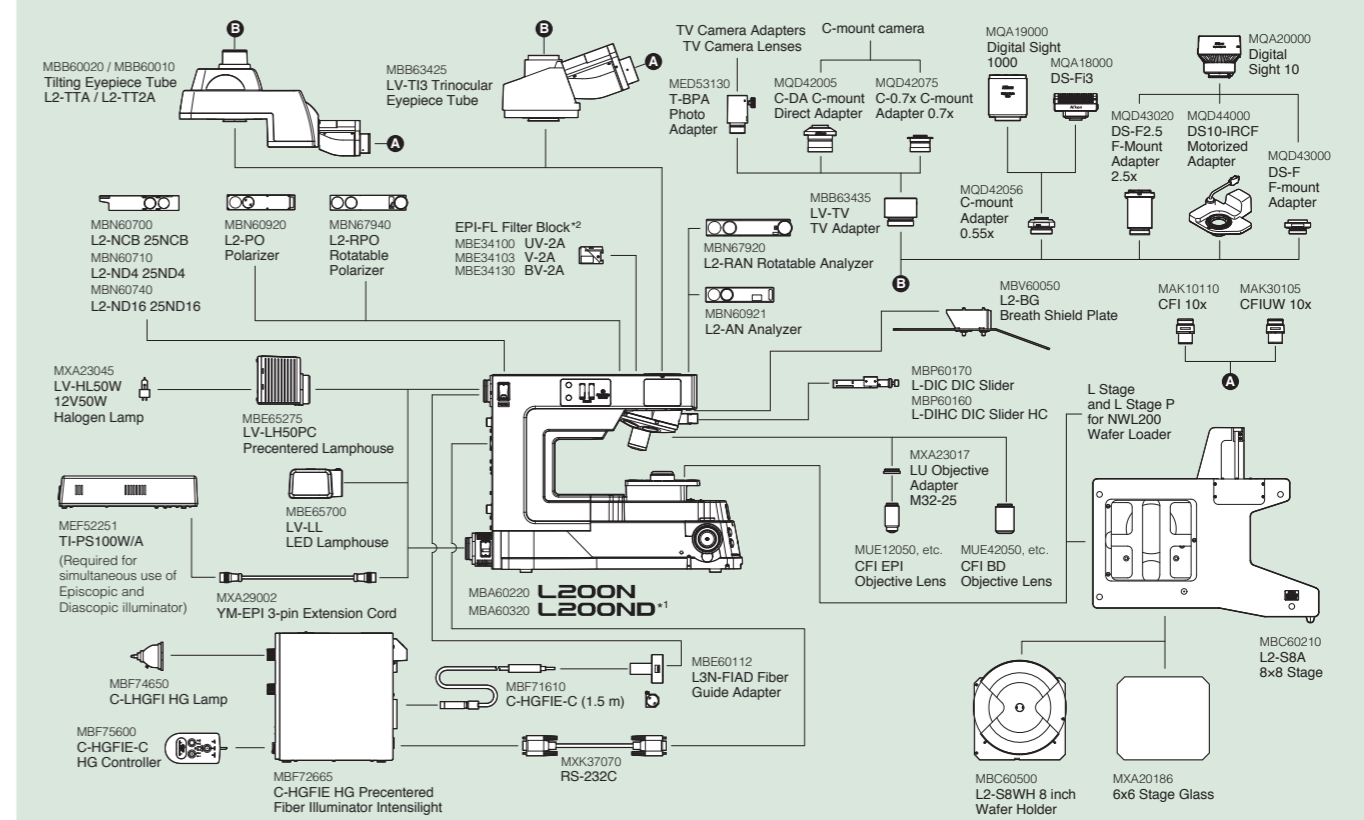 B
MBB60020 / MBB60010
Tilting Eyepiece Tube
L2-TTA / L2-TT2A
A
B
MBB63425
LV-TI3 Trinocular
Eyepiece Tube
A
TV Camera Adapters
TV Camera Lenses
C-mount camera
MED53130
T-BPA
Photo
Adapter
MQD42005
C-DA C-mount
Direct Adapter
MQD42075
C-0.7x C-mount
Adapter 0.7x
MQA19000
Digital Sight
1000
MQA18000
DS-Fi3
MQA20000
Digital
Sight 10
MQD43020
DS-F2.5
F-Mount
Adapter
2.5x
MQD44000
DS10-IRCF
Motorized
Adapter
MQD43000
DS-F
F-mount
Adapter
MBB63435
LV-TV
TV Adapter
MQD42056
C-mount
Adapter
0.55x
B
MBN60700
L2-NCB 25NCB
MBN60710
L2-ND4 25ND4
MBN60740
L2-ND16 25ND16
MBN60920
L2-PO
Polarizer
MBN67940
L2-RPO
Rotatable
Polarizer
EPI-FL Filter Block*2
MBE34100 UV-2A
MBE34103 V-2A
MBE34130 BV-2A
MBN67920
L2-RAN Rotatable Analyzer
MBN60921
L2-AN Analyzer
MBV60050
L2-BG
Breath Shield Plate
MAK10110
CFI 10x
MAK30105
CFIUW 10x
A
MXA23045
LV-HL50W
12V50W
Halogen Lamp
MBE65275
LV-LH50PC
Precentered Lamphouse
MBP60170
L-DIC DIC Slider
MBP60160
L-DIHC DIC Slider HC
L Stage
and L Stage P
for NWL200
Wafer Loader
MXA23017
LU Objective
Adapter
M32-25
MUE12050, etc.
CFI EPI
Objective Lens
MUE42050, etc.
CFI BD
Objective Lens
MEF52251
TI-PS100W/A
(Required for
simultaneous use of
Episcopic and
Diascopic illuminator)
MBE65700
LV-LL
LED Lamphouse
MXA29002
YM-EPI 3-pin Extension Cord
MBA60220 L200N
MBA60320 L200ND*1
MBC60210
L2-S8A
8×8 Stage
MBF74650
C-LHGFI HG Lamp
MBF75600
C-HGFIE-C
HG Controller
MBF72665
C-HGFIE HG Precentered
Fiber Illuminator Intensilight
MBF71610
C-HGFIE-C (1.5 m)
MBE60112
L3N-FIAD Fiber
Guide Adapter
MXK37070
RS-232C
MBC60500
L2-S8WH 8 inch
Wafer Holder
MXA20186
6x6 Stage Glass